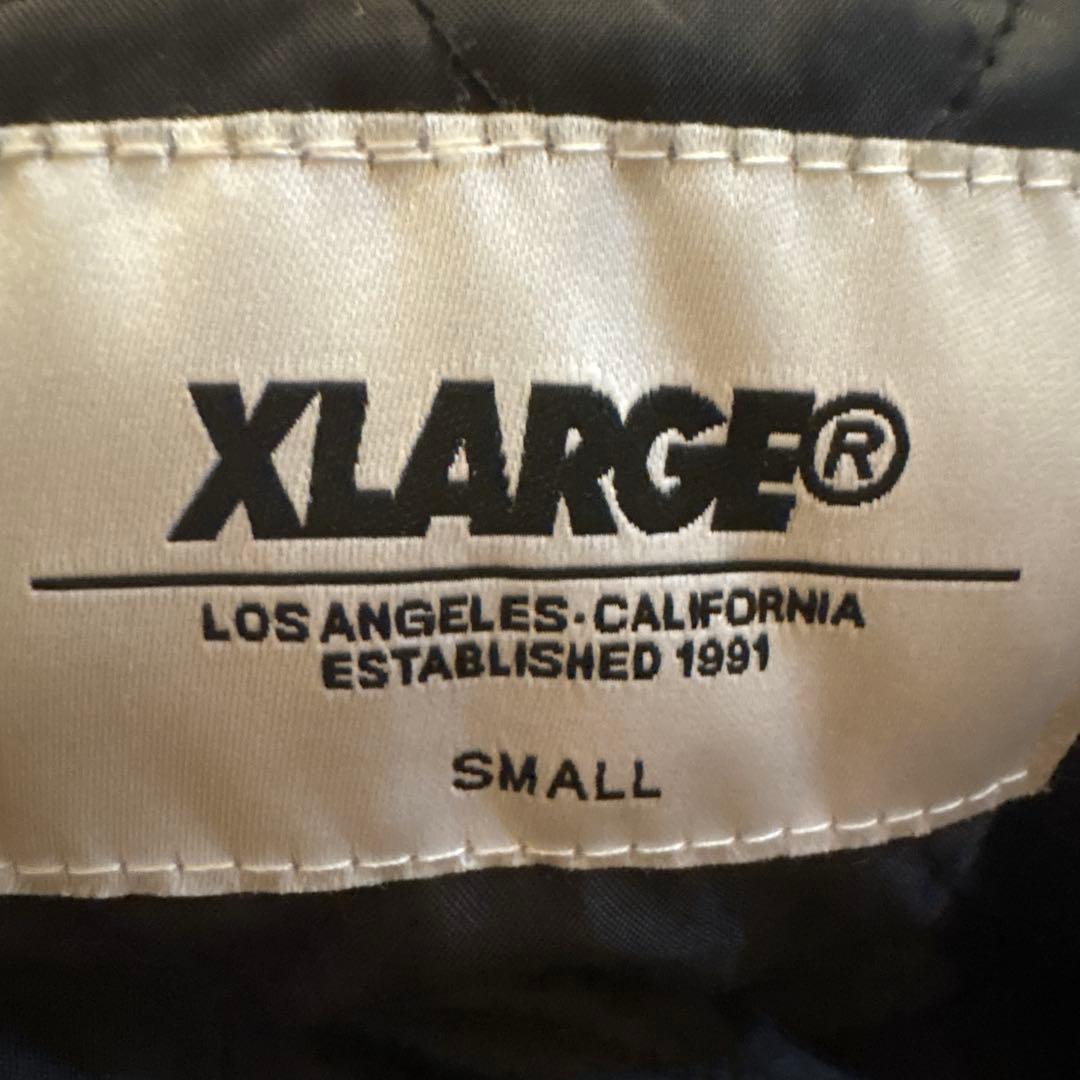 XLARGE®
LOS ANGELES·CALIFORNIA
ESTABLISHED 1991
SMALL